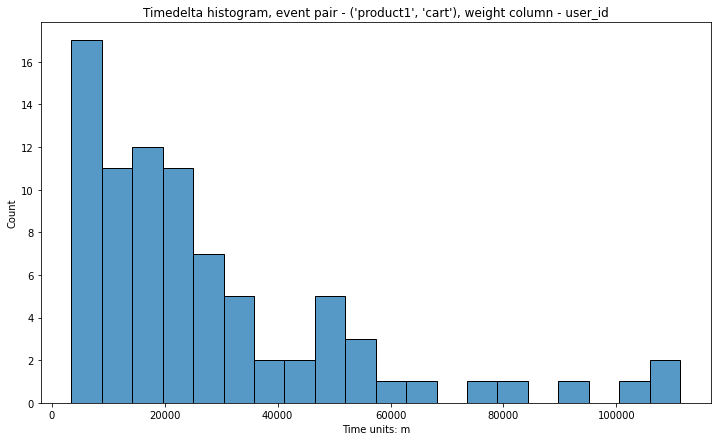 Timedelta histogram, event pair - ('product1', 'cart'), weight column - user_id
16
14
12
10
8
6
4
2
0
Count
0 20000 40000 60000 80000 100000
Time units: m